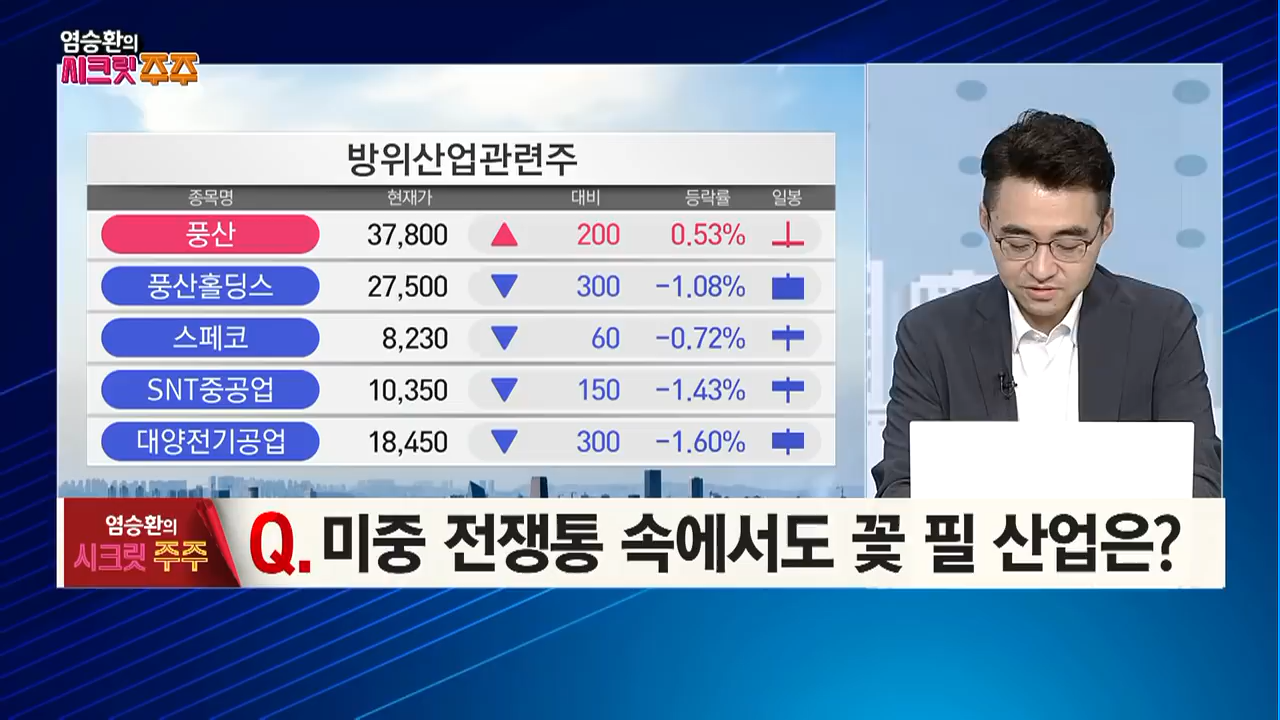 염승환의
시크릿 주주
방위산업관련주
종목명 현재가 대비 등락률 일봉
풍산 37,800 ▲ 200 0.53%
풍산홀딩스 27,500 ▼ 300 -1.08%
스페코 8,230 ▼ 60 -0.72%
SNT중공업 10,350 ▼ 150 -1.43%
대양전기공업 18,450 ▼ 300 -1.60%
염승환의
시크릿 주주
Q. 미중 전쟁통 속에서도 꽃 필 산업은?